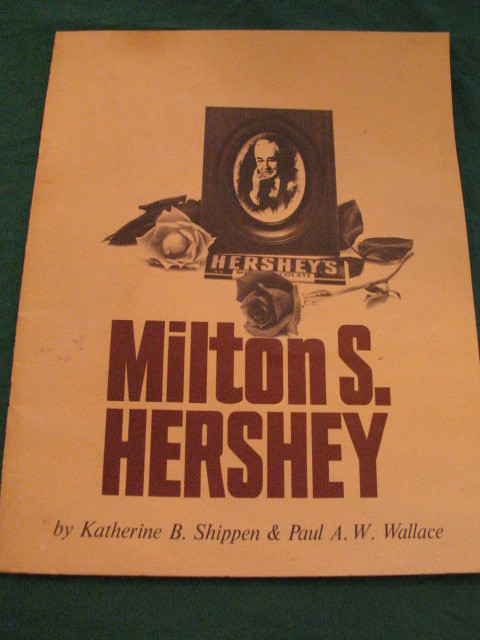 HERSHEY'S
Milton S.
HERSHEY
by Katherine B. Shippen & Paul A. W. Wallace